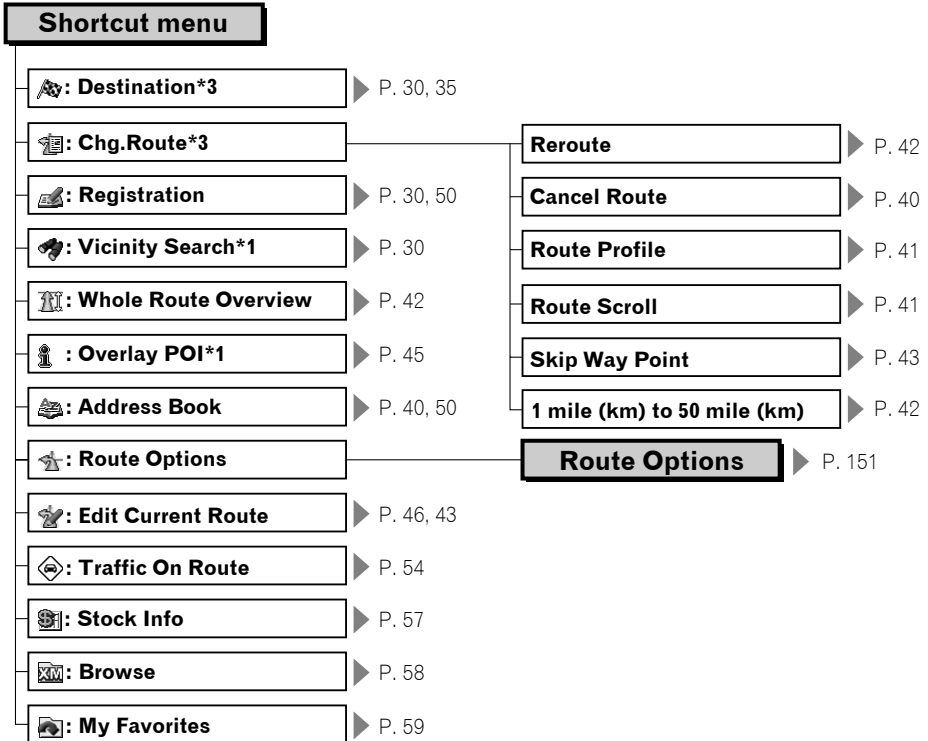 Shortcut menu
: Destination*3 P. 30, 35
: Chg.Route*3
Reroute P. 42
Cancel Route P. 40
Route Profile P. 41
Route Scroll P. 41
Skip Way Point P. 43
1 mile (km) to 50 mile (km) P. 42
: Registration P. 30, 50
: Vicinity Search*1 P. 30
: Whole Route Overview P. 42
: Overlay POI*1 P. 45
: Address Book P. 40, 50
: Route Options
Route Options P. 151
: Edit Current Route P. 46, 43
: Traffic On Route P. 54
: Stock Info P. 57
XM : Browse P. 58
: My Favorites P. 59